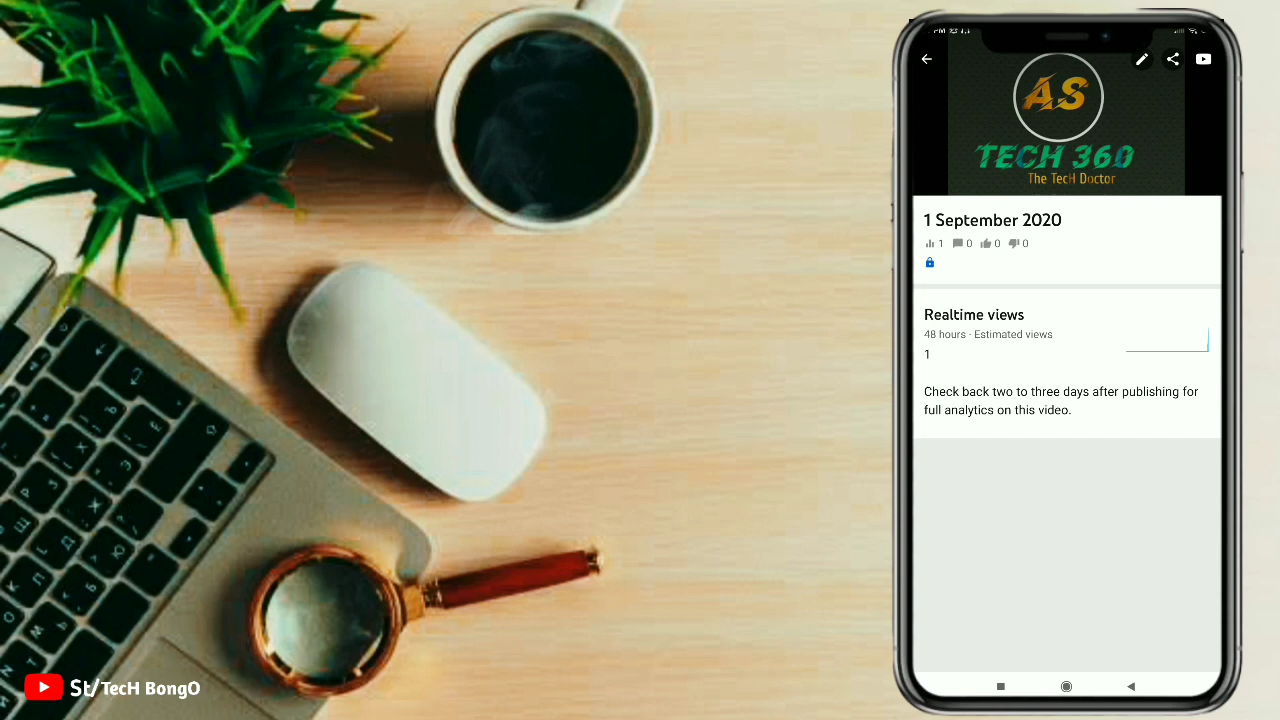 AS
TECH 360
The TecH Doctor
1 September 2020
1 0 0 0
Realtime views
48 hours · Estimated views
1
Check back two to three days after publishing for
full analytics on this video.
St/TecH BongO